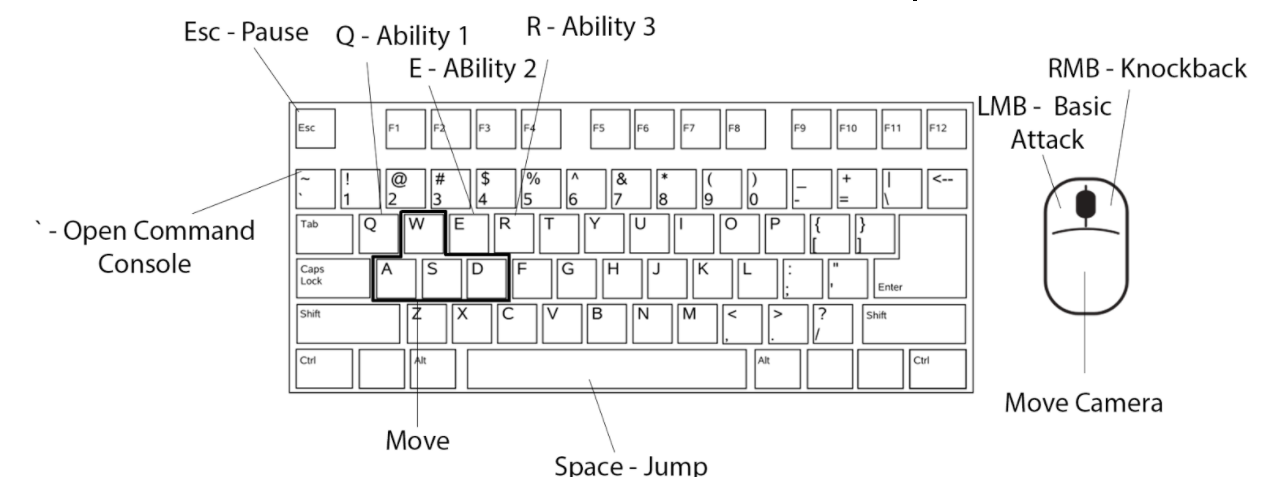 Esc - Pause
Q - Ability 1
R - Ability 3
E - ABility 2
RMB - Knockback
LMB -  Basic
Attack
Esc F1 F2 F3 F4 F5 F6 F7 F8 F9 F10 F11 F12
~ ! @ # $ % ^ & * ( ) _ + | <--
` 1 2 3 4 5 6 7 8 9 0 - = \
Tab Q W E R T Y U I O P { }
[ ]
Caps A S D F G H J K L : "
Lock ; ' Enter
Shift Z X C V B N M < > ? Shift
, . /
Ctrl Alt Alt Ctrl
` - Open Command
Console
Move
Space - Jump
Move Camera